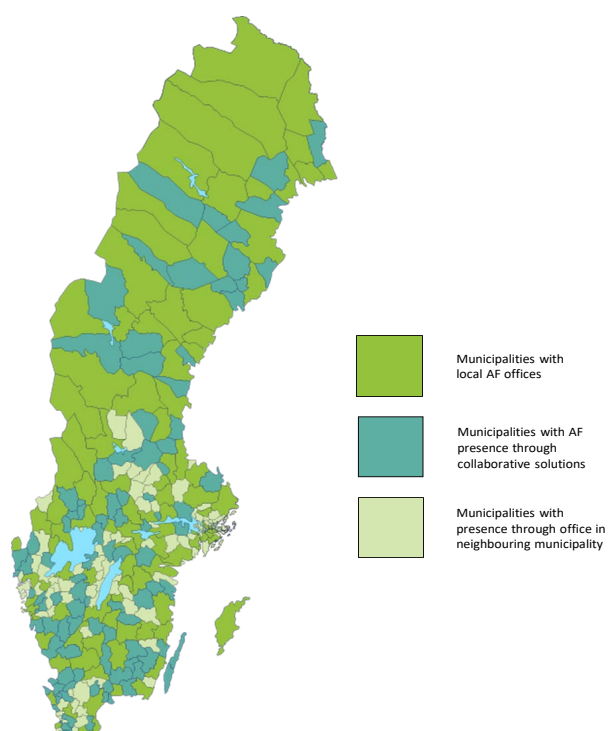 Municipalities with
local AF offices
Municipalities with AF
presence through
collaborative solutions
Municipalities with
presence through office in
neighbouring municipality